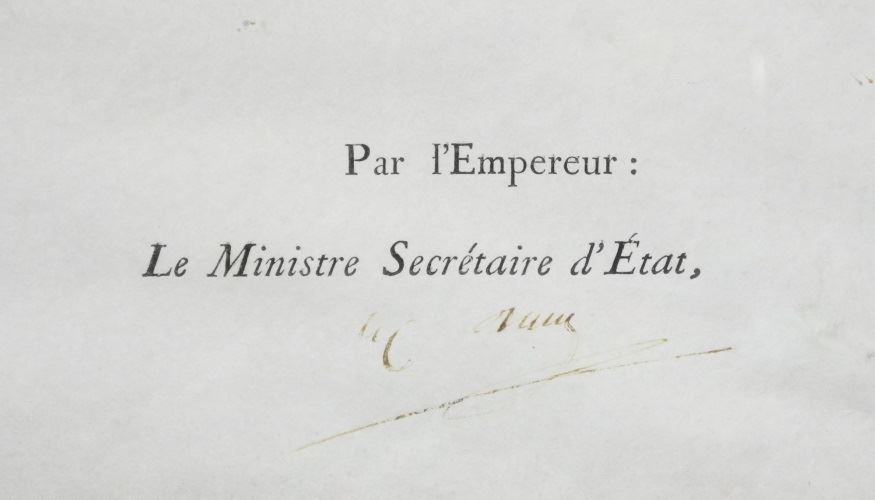 Par l'Empereur :
Le Ministre Secrétaire d'État,